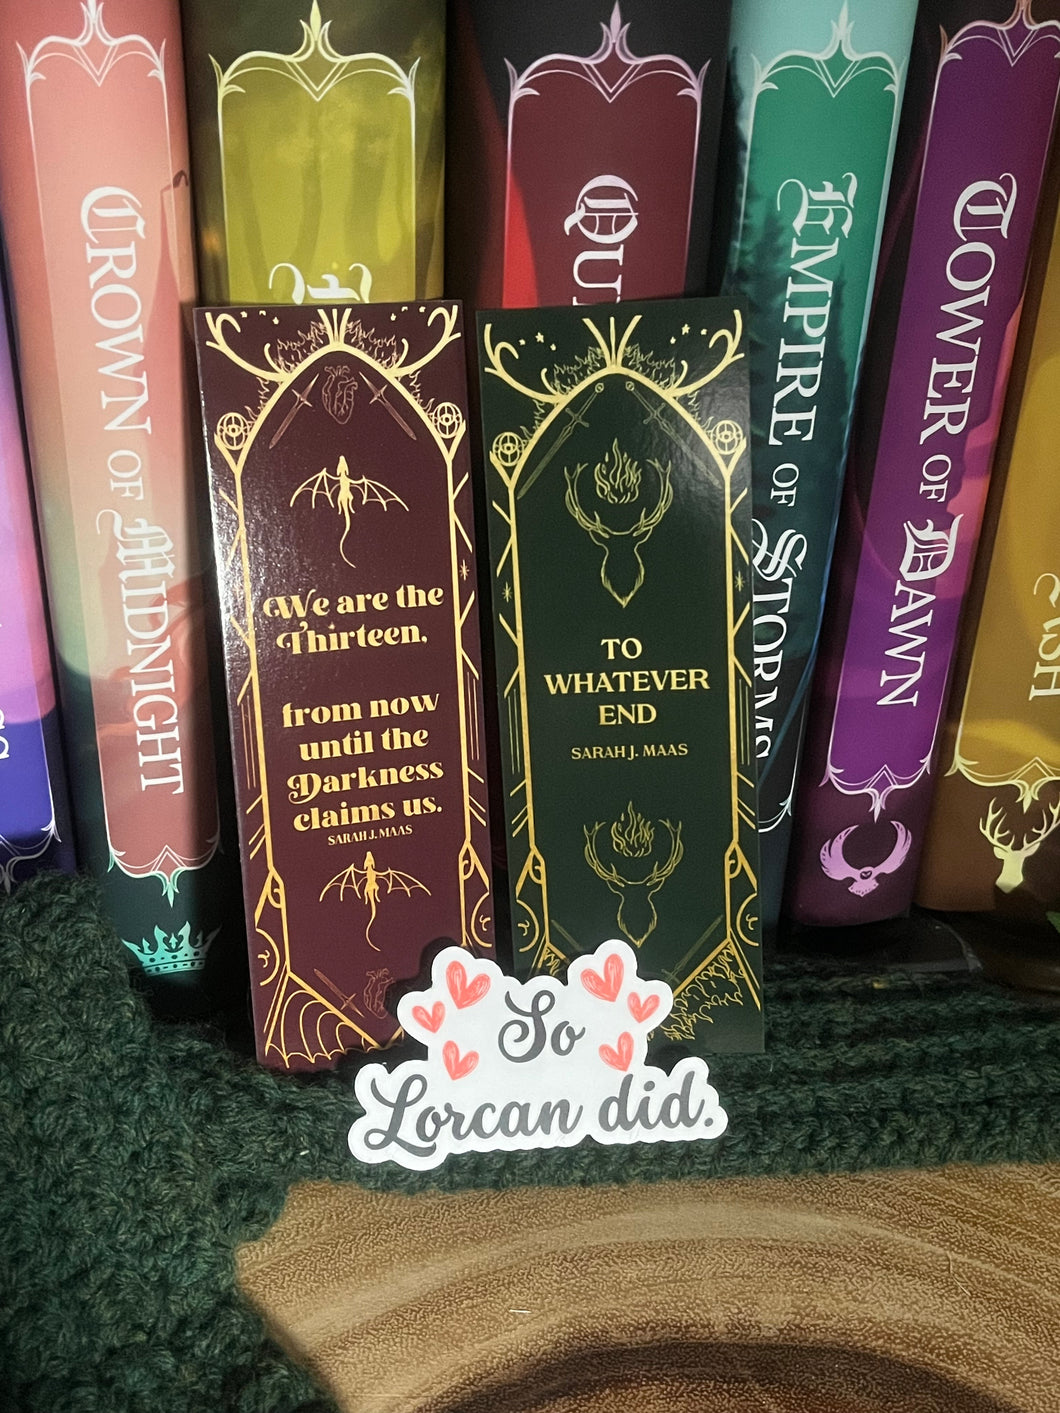 CROWN OF MIDNIGHT
EMPIRE OF STORMS
TOWER OF DAWN
We are the
Thirteen,
from now
until the
Darkness
claims us.
SARAH J. MAAS
TO
WHATEVER
END
SARAH J. MAAS
So
Lorcan did.